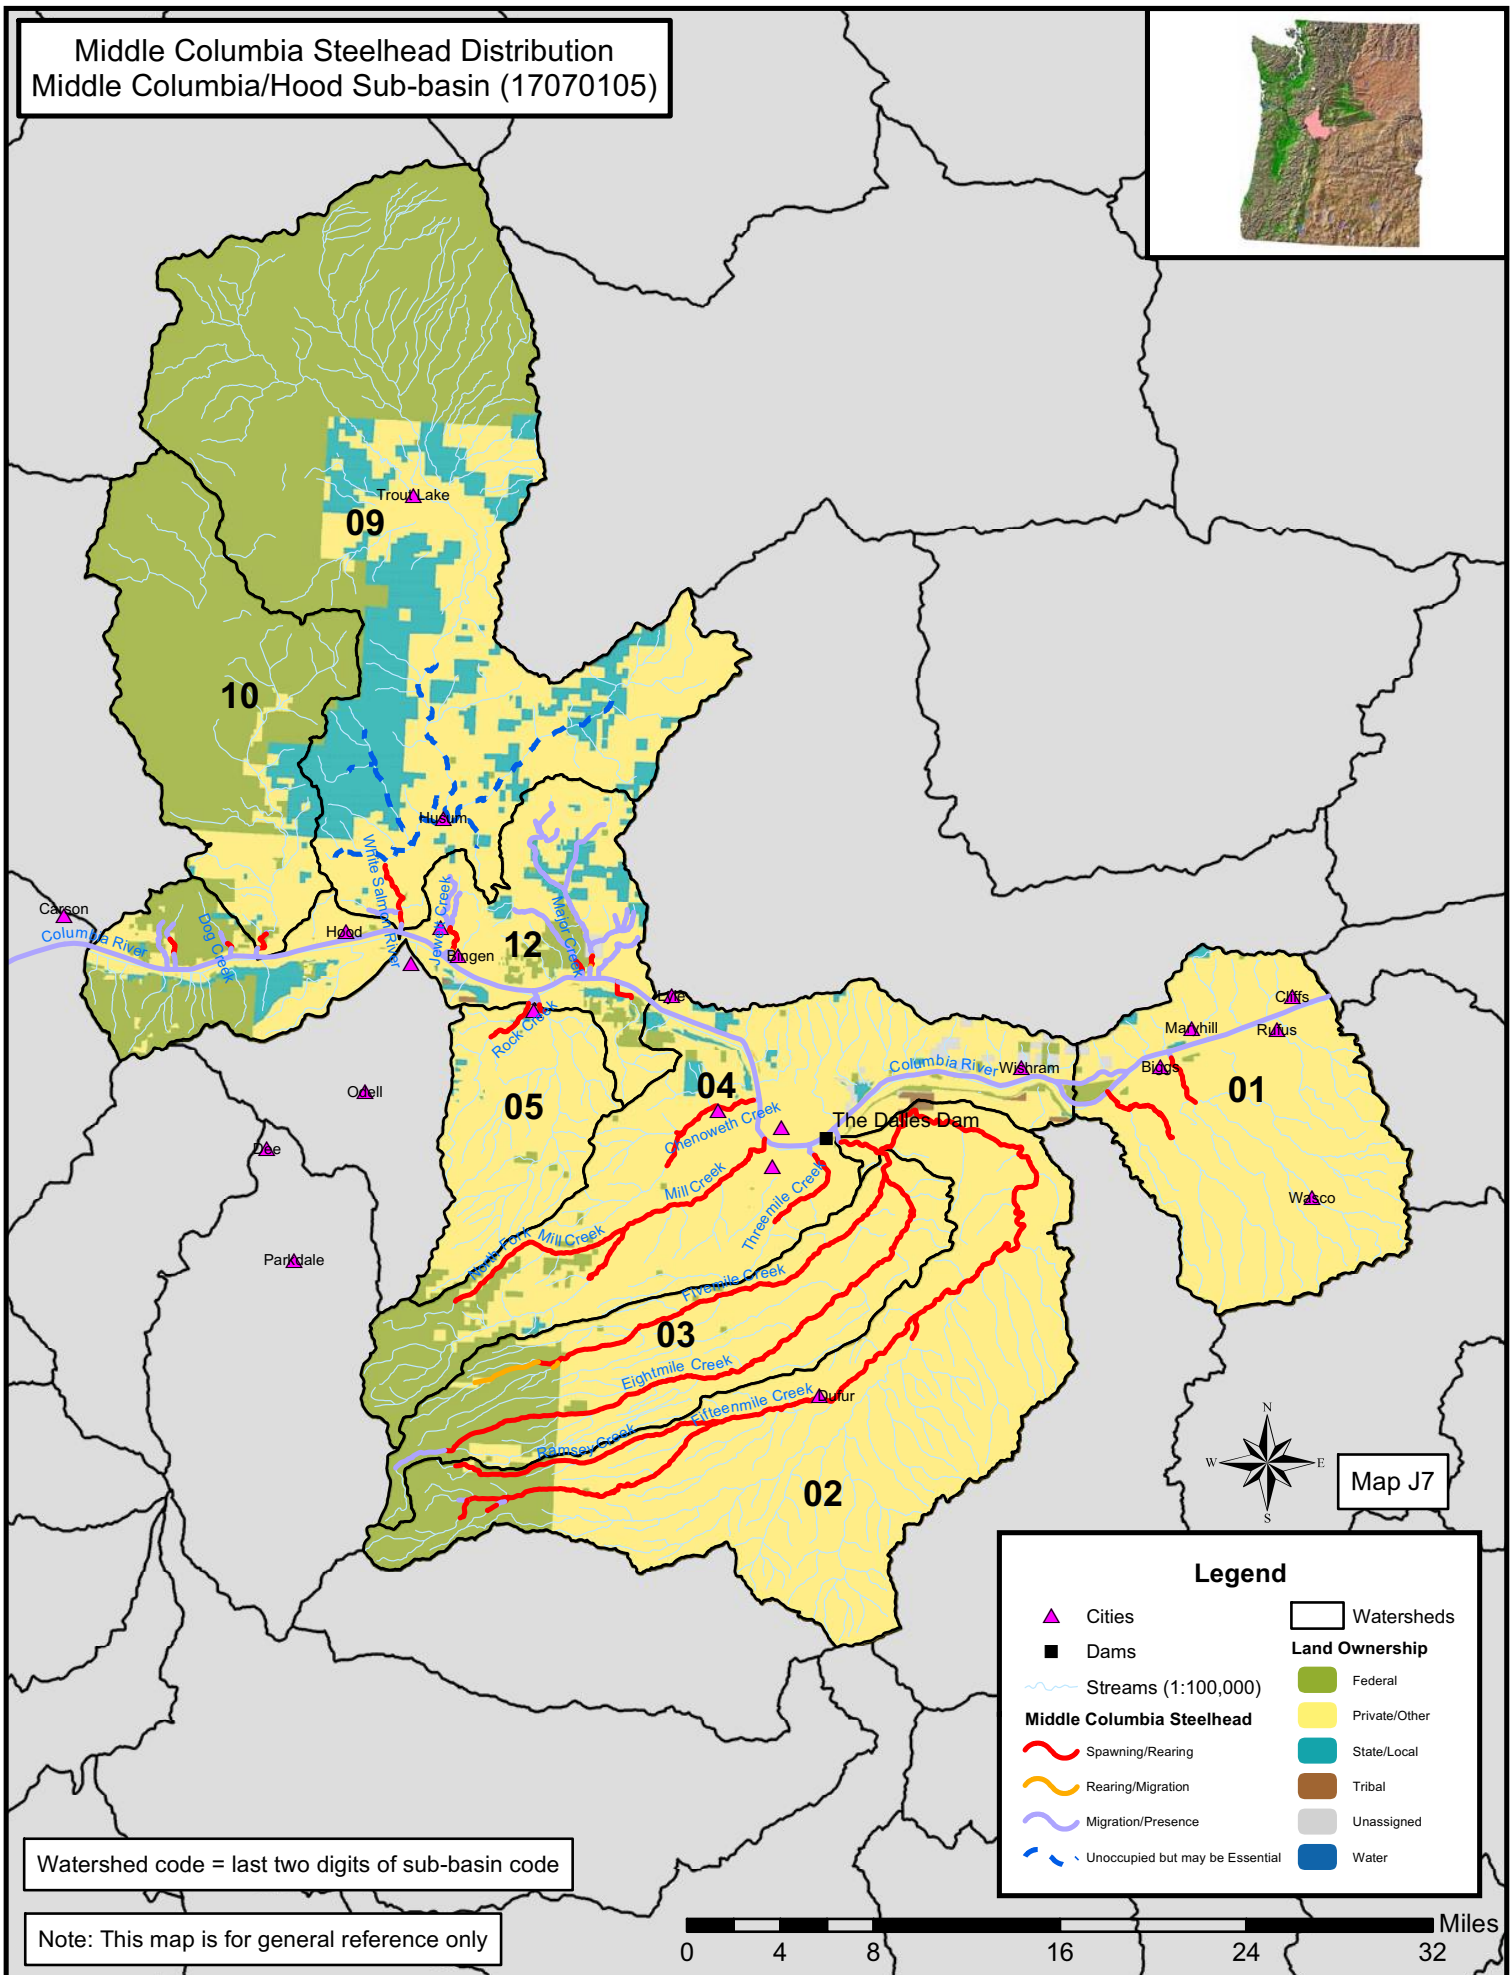 Middle Columbia Steelhead Distribution
Middle Columbia/Hood Sub-basin (17070105)
Trout Lake
09
10
Husum
White Salmon River
Jewett Creek
Major Creek
Carson
Columbia River
Dog Creek
Hood
Bingen
12
Lyle
Rock Creek
Cliffs
Maryhill
Rufus
Biggs
01
Columbia River
Wishram
Odell
05
04
Chenoweth Creek
The Dalles Dam
Dee
Mill Creek
Threemile Creek
Wasco
North Fork Mill Creek
Parkdale
Fivemile Creek
03
Eightmile Creek
Fifteenmile Creek
Dufur
Ramsey Creek
02
N
W
E
S
Map J7
Legend
Cities
Dams
Streams (1:100,000)
Middle Columbia Steelhead
Spawning/Rearing
Rearing/Migration
Migration/Presence
Unoccupied but may be Essential
Watersheds
Land Ownership
Federal
Private/Other
State/Local
Tribal
Unassigned
Water
Watershed code = last two digits of sub-basin code
Note: This map is for general reference only
Miles
0 4 8 16 24 32